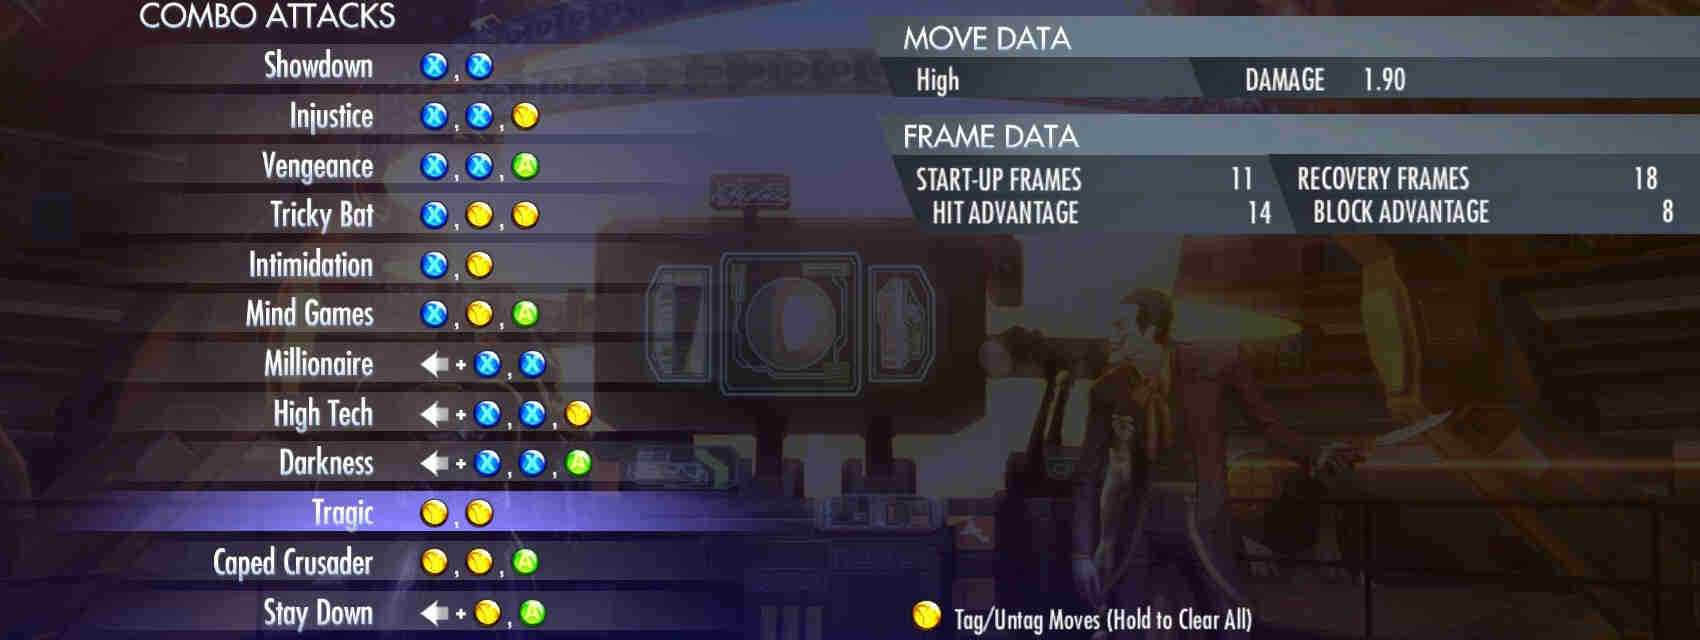 COMBO ATTACKS
Showdown X, X
Injustice X, X, Y
Vengeance X, X, A
Tricky Bat X, Y, Y
Intimidation X, Y
Mind Games X, Y, A
Millionaire + X, X
High Tech + X, X, Y
Darkness + X, X, A
Tragic Y, Y
Caped Crusader Y, Y, A
Stay Down + Y, A
MOVE DATA
High DAMAGE 1.90
FRAME DATA
START-UP FRAMES 11 RECOVERY FRAMES 18
HIT ADVANTAGE 14 BLOCK ADVANTAGE 8
Y Tag/Untag Moves (Hold to Clear All)